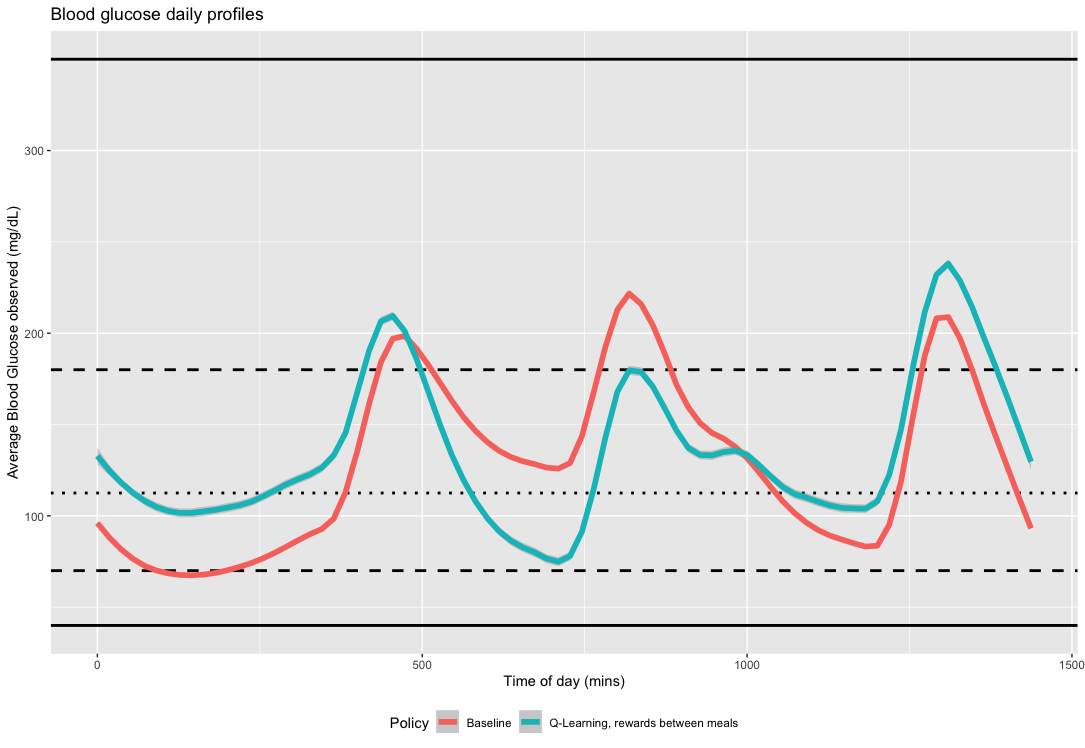 Blood glucose daily profiles
Average Blood Glucose observed (mg/dL)
300
200
100
0 500 1000 1500
Time of day (mins)
Policy Baseline Q-Learning, rewards between meals